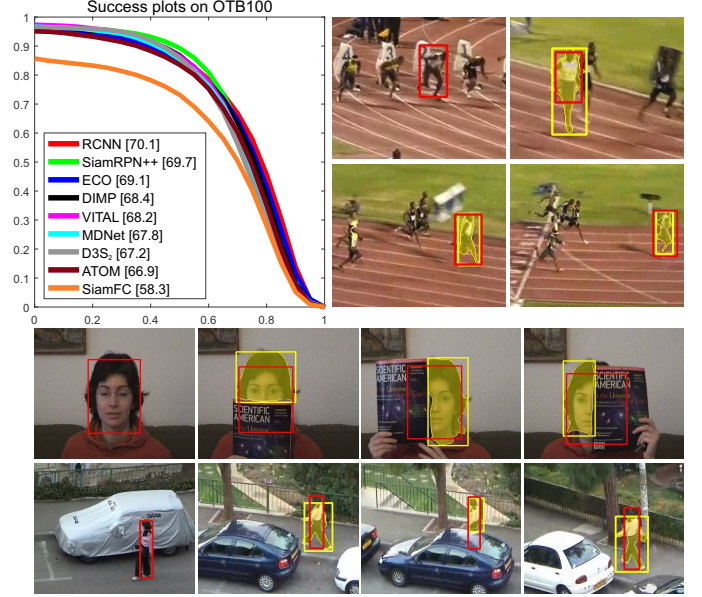 Success plots on OTB100
1
0.9
0.8
0.7
0.6
0.5
0.4
0.3
0.2
0.1
0
0
0.2
0.4
0.6
0.8
1
RCNN [70.1]
SiamRPN++ [69.7]
ECO [69.1]
DIMP [68.4]
VITAL [68.2]
MDNet [67.8]
D3S₂ [67.2]
ATOM [66.9]
SiamFC [58.3]
SCIENTIFIC
AMERICAN
SCIENTIFIC
AMERICAN
SCIENTIFIC
AMERICAN